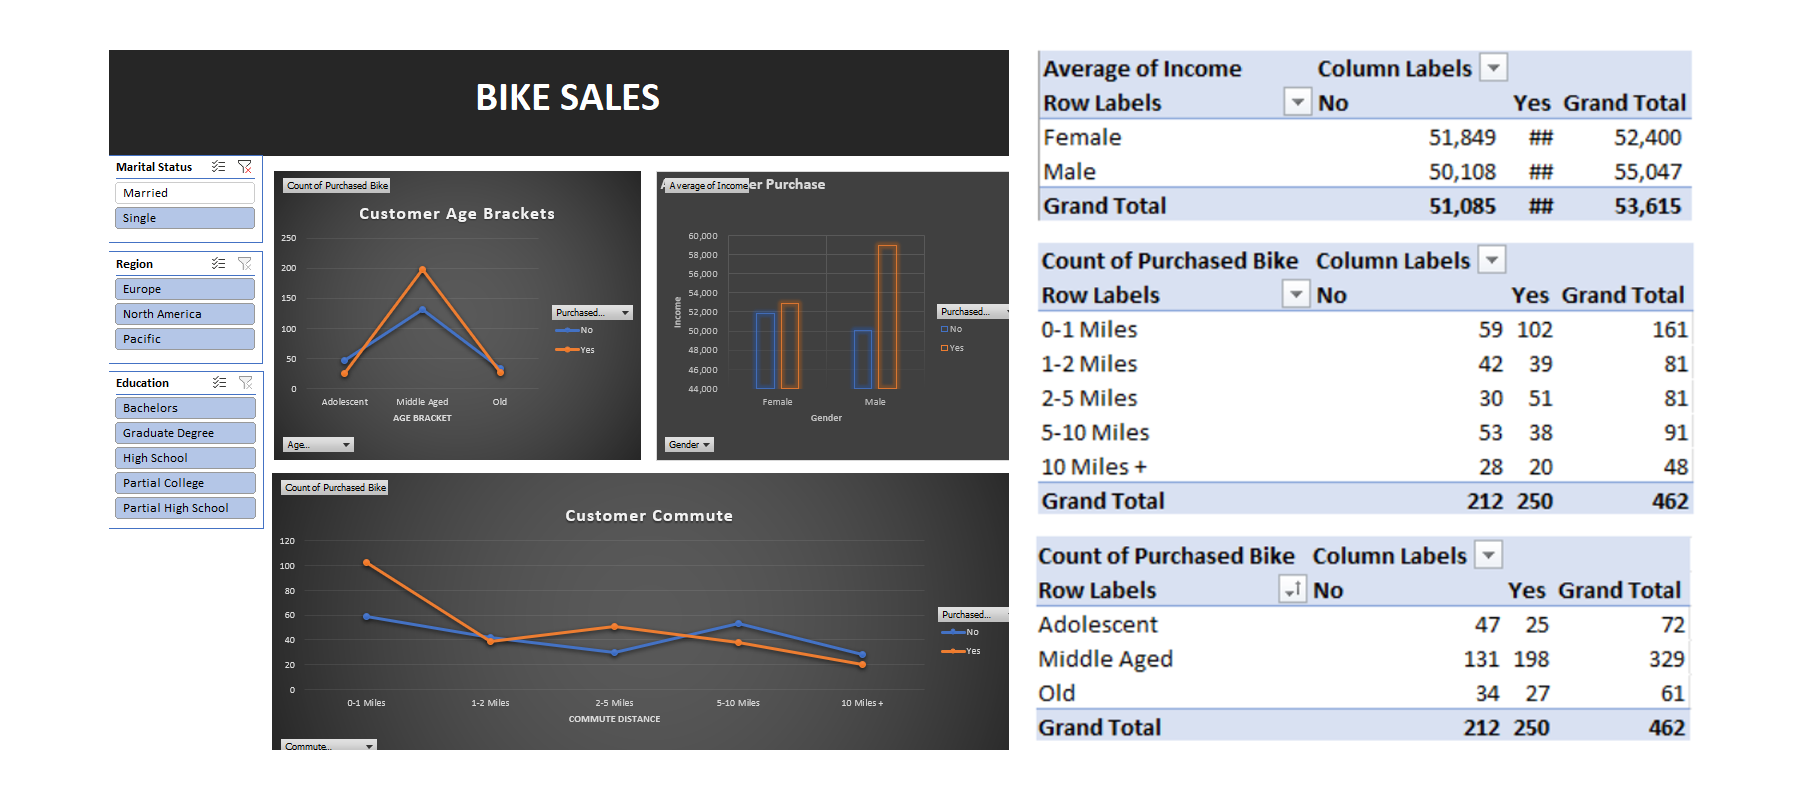 BIKE SALES
Marital Status
Married
Single
Region
Europe
North America
Pacific
Education
Bachelors
Graduate Degree
High School
Partial College
Partial High School
Count of Purchased Bike
Customer Age Brackets
250
200
150
100
50
0
Adolescent Middle Aged Old
AGE BRACKET
Purchased...
No
Yes
Age...
Average of Income er Purchase
60,000
58,000
56,000
54,000
52,000
50,000
48,000
46,000
44,000
Income
Female Male
Gender
Purchased...
No
Yes
Gender
Count of Purchased Bike
Customer Commute
120
100
80
60
40
20
0
0-1 Miles 1-2 Miles 2-5 Miles 5-10 Miles 10 Miles +
COMMUTE DISTANCE
Purchased...
No
Yes
Commute...
Average of Income Column Labels
Row Labels No Yes Grand Total
Female 51,849 ## 52,400
Male 50,108 ## 55,047
Grand Total 51,085 ## 53,615
Count of Purchased Bike Column Labels
Row Labels No Yes Grand Total
0-1 Miles 59 102 161
1-2 Miles 42 39 81
2-5 Miles 30 51 81
5-10 Miles 53 38 91
10 Miles + 28 20 48
Grand Total 212 250 462
Count of Purchased Bike Column Labels
Row Labels No Yes Grand Total
Adolescent 47 25 72
Middle Aged 131 198 329
Old 34 27 61
Grand Total 212 250 462